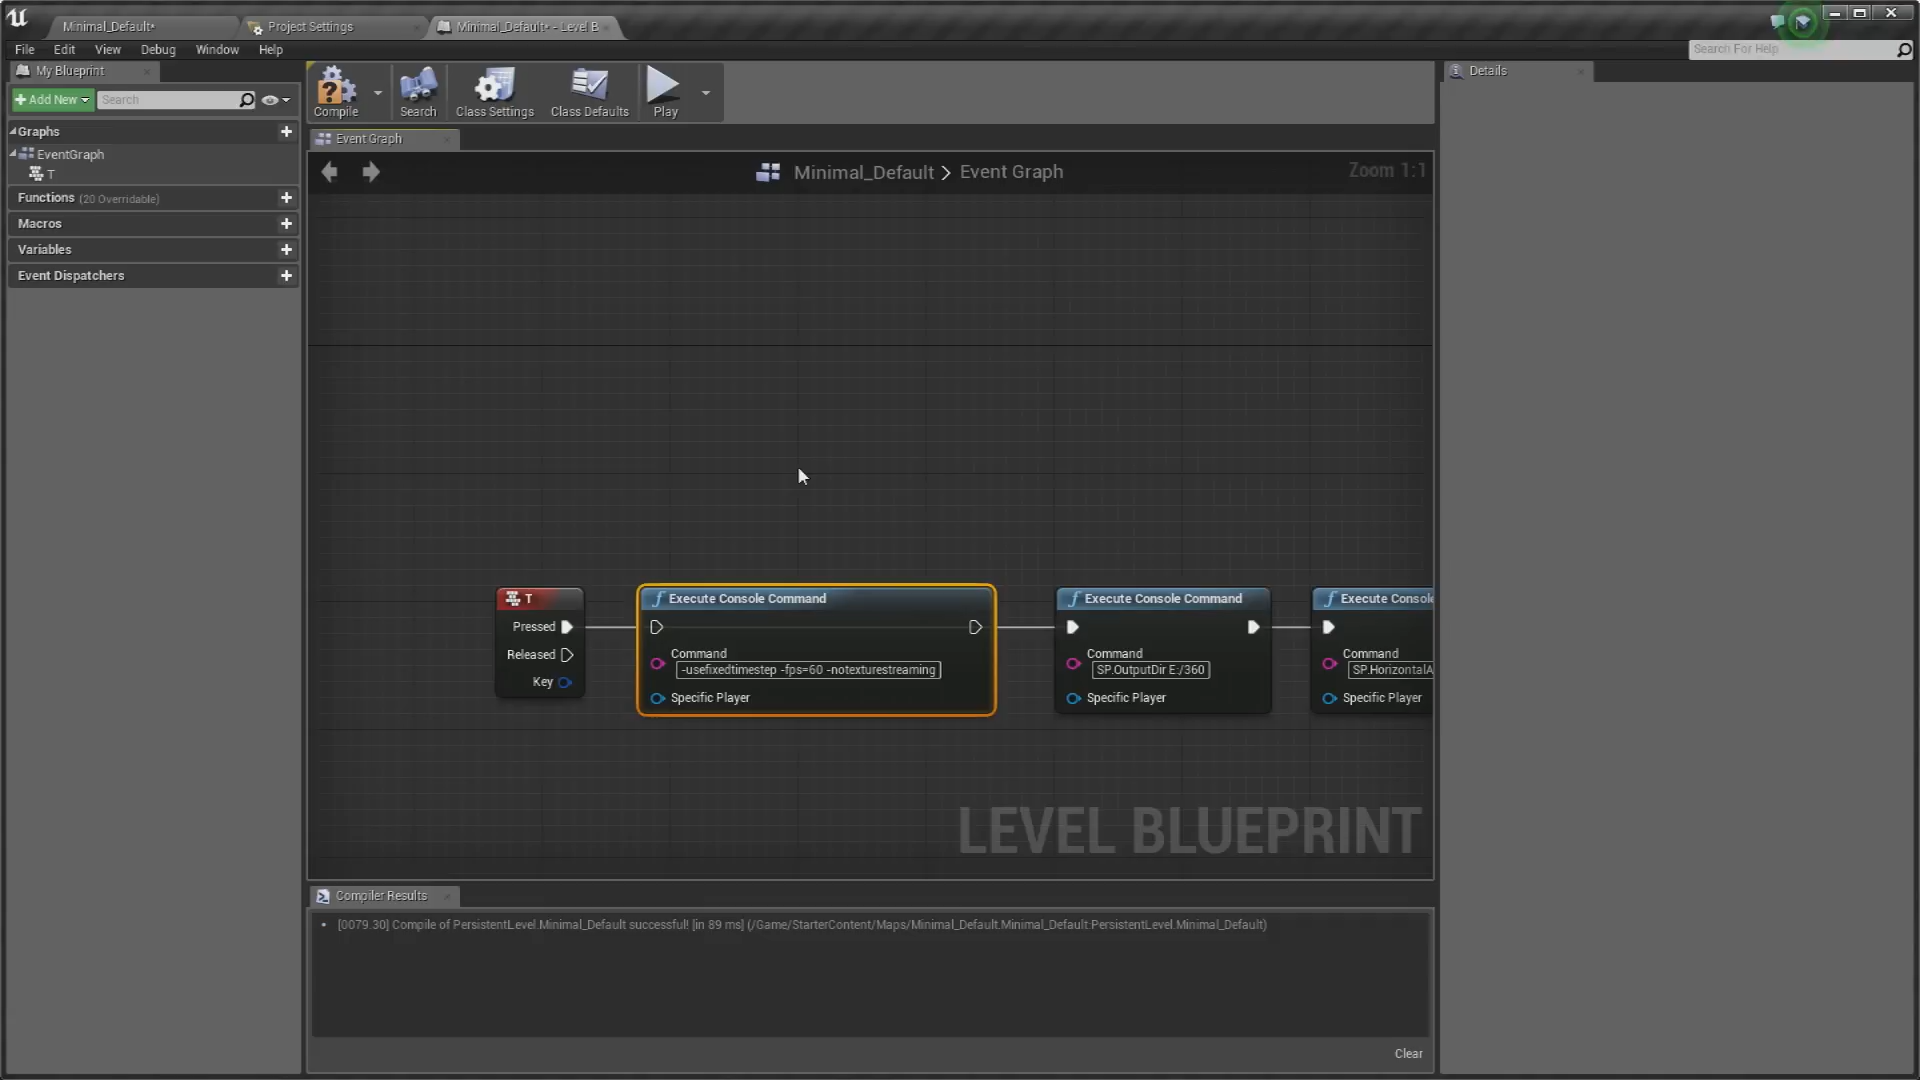 Minimal_Default*
Project Settings
Minimal_Default* - Level B
File Edit View Debug Window Help
Search For Help
My Blueprint
Details
Add New
Search
Compile
Search
Class Settings
Class Defaults
Play
Graphs
Event Graph
EventGraph
T
Minimal_Default > Event Graph
Zoom 1:1
Functions (20 Overridable)
Macros
Variables
Event Dispatchers
T
Pressed
Released
Key
Execute Console Command
Command
-usefixedtimestep -fps=60 -notexturestreaming
Specific Player
Execute Console Command
Command
SP.OutputDir E:/360
Specific Player
Execute Console
Command
SP.HorizontalA
Specific Player
LEVEL BLUEPRINT
Compiler Results
• [0079.30] Compile of PersistentLevel.Minimal_Default successful! [in 89 ms] (/Game/StarterContent/Maps/Minimal_Default.Minimal_Default:PersistentLevel.Minimal_Default)
Clear